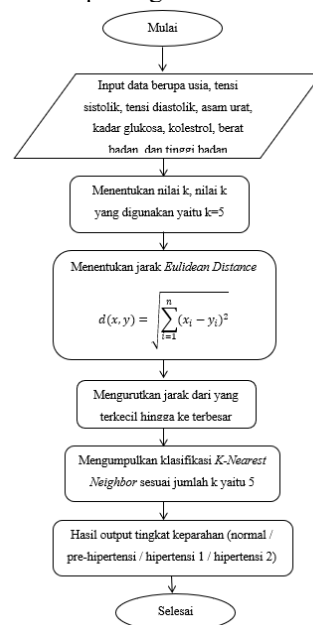 Mulai
Input data berupa usia, tensi
sistolik, tensi diastolik, asam urat,
kadar glukosa, kolestrol, berat
badan, dan tinggi badan
Menentukan nilai k, nilai k
yang digunakan yaitu k=5
Menentukan jarak Eulidean Distance
d(x, y) = √∑ⁿᵢ₌₁(xᵢ − yᵢ)²
Mengurutkan jarak dari yang
terkecil hingga ke terbesar
Mengumpulkan klasifikasi K-Nearest
Neighbor sesuai jumlah k yaitu 5
Hasil output tingkat keparahan (normal /
pre-hipertensi / hipertensi 1 / hipertensi 2)
Selesai